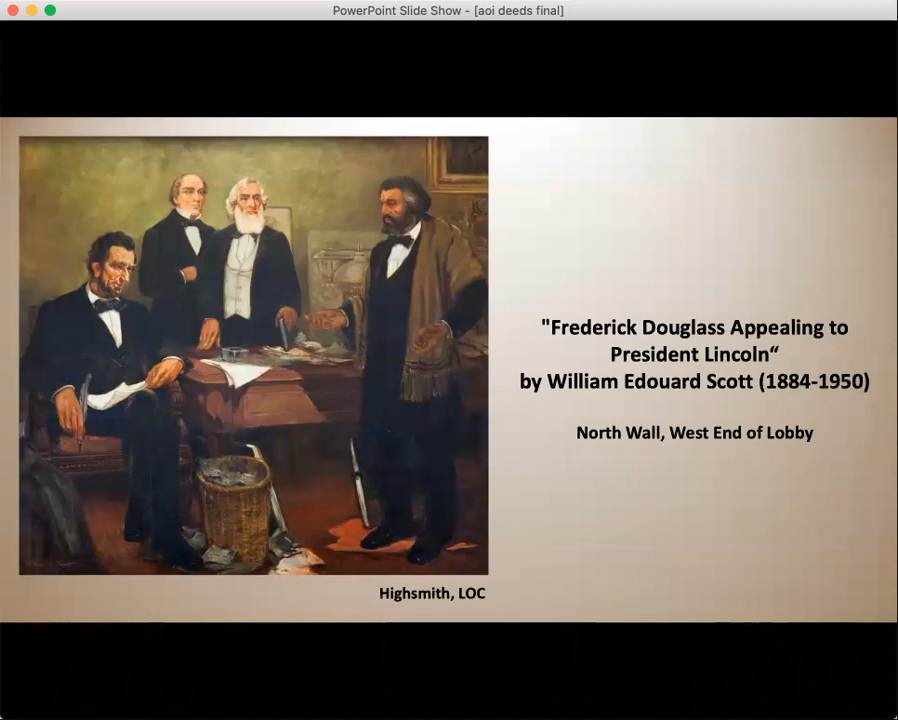 PowerPoint Slide Show - [aoi deeds final]
"Frederick Douglass Appealing to
President Lincoln“
by William Edouard Scott (1884-1950)
North Wall, West End of Lobby
Highsmith, LOC